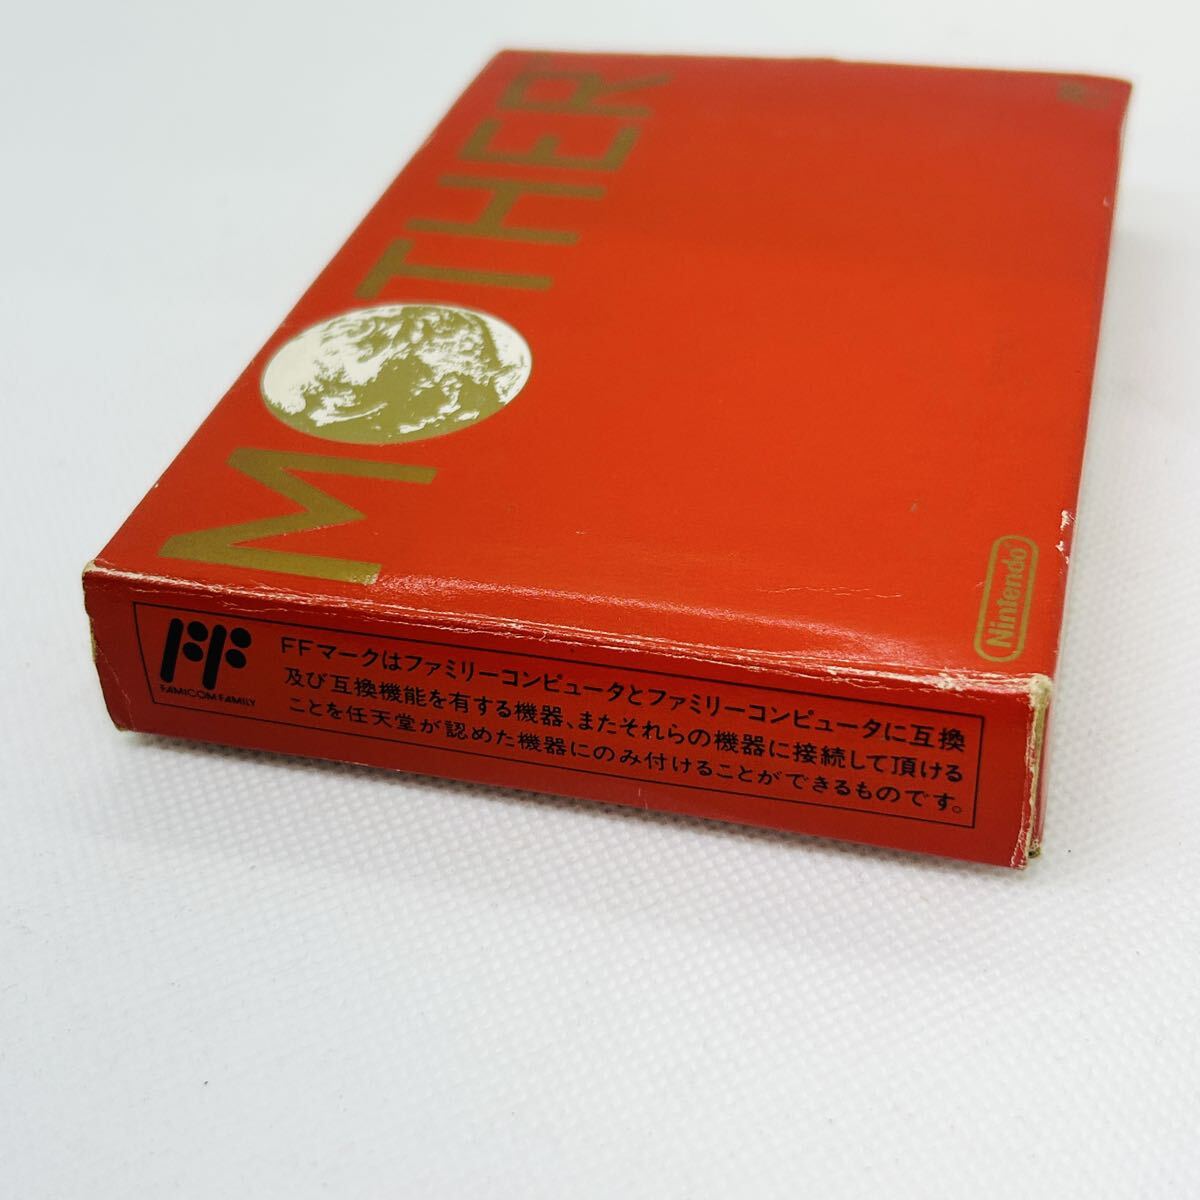 MOTHER
Nintendo
FF
FAMICOM FAMILY
FFマークはファミリーコンピュータとファミリーコンピュータに互換
及び互換機能を有する機器、またそれらの機器に接続して頂ける
ことを任天堂が認めた機器にのみ付けることができるものです。